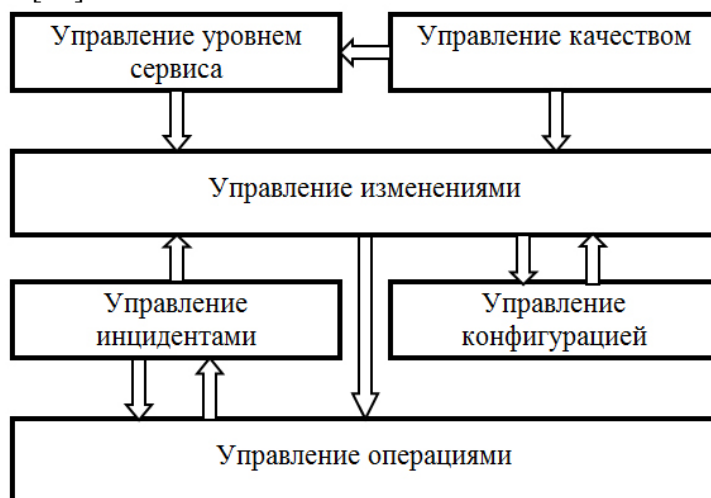 Управление уровнем
сервиса
Управление качеством
Управление изменениями
Управление
инцидентами
Управление
конфигурацией
Управление операциями